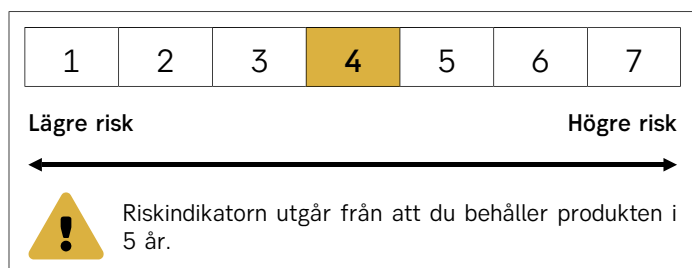 1 2 3 4 5 6 7
Lägre risk Högre risk
Riskindikatorn utgår från att du behåller produkten i
5 år.